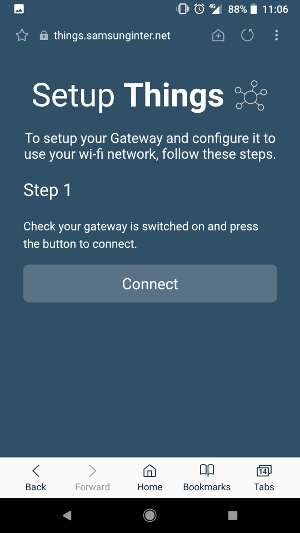 88% 11:06
things.samsunginter.net
Setup Things
To setup your Gateway and configure it to
use your wi-fi network, follow these steps.
Step 1
Check your gateway is switched on and press
the button to connect.
Connect
Back Forward Home Bookmarks Tabs
14